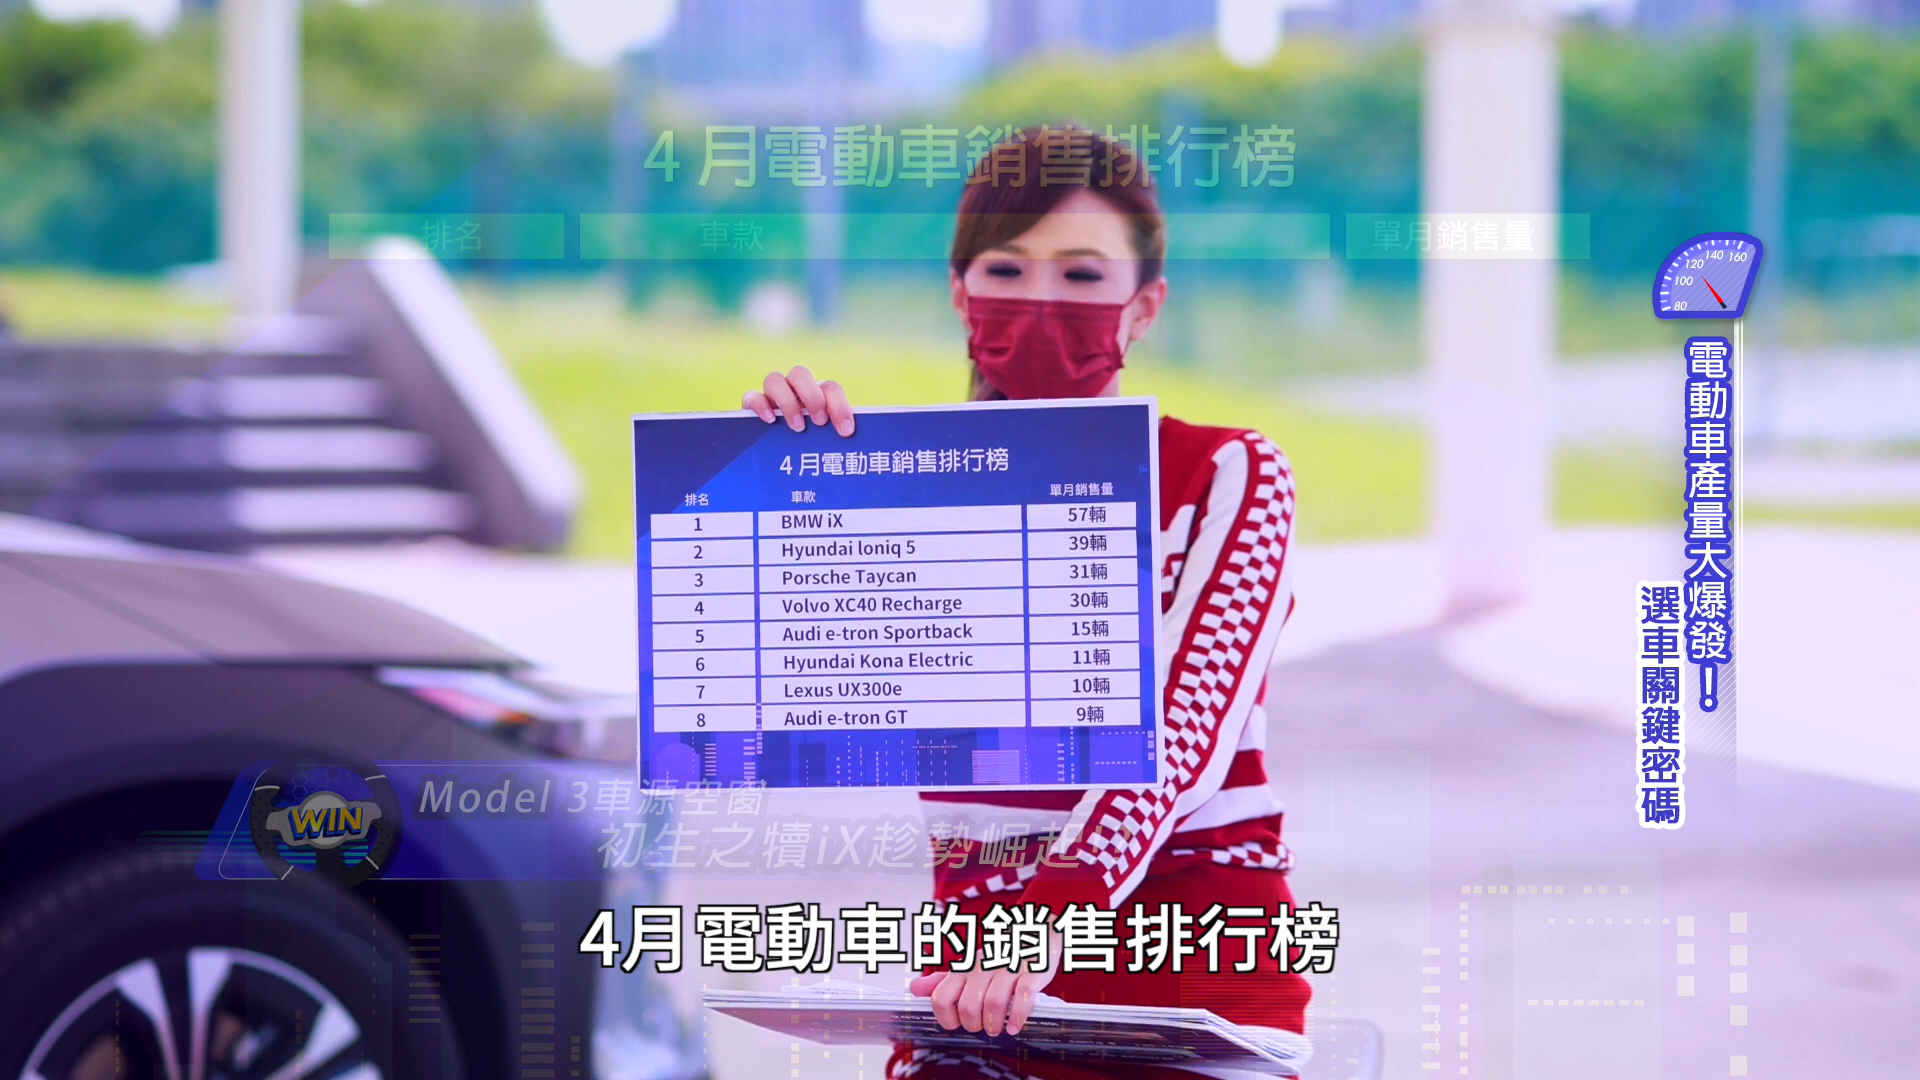 4月電動車銷售排行榜
排名 車款 單月銷售量
80 100 120 140 160
電動車產量大爆發！
選車關鍵密碼
4月電動車銷售排行榜
排名 車款 單月銷售量
1 BMW iX 57輛
2 Hyundai loniq 5 39輛
3 Porsche Taycan 31輛
4 Volvo XC40 Recharge 30輛
5 Audi e-tron Sportback 15輛
6 Hyundai Kona Electric 11輛
7 Lexus UX300e 10輛
8 Audi e-tron GT 9輛
WIN
Model 3車源空窗
初生之犢iX趁勢崛起!!
4月電動車的銷售排行榜